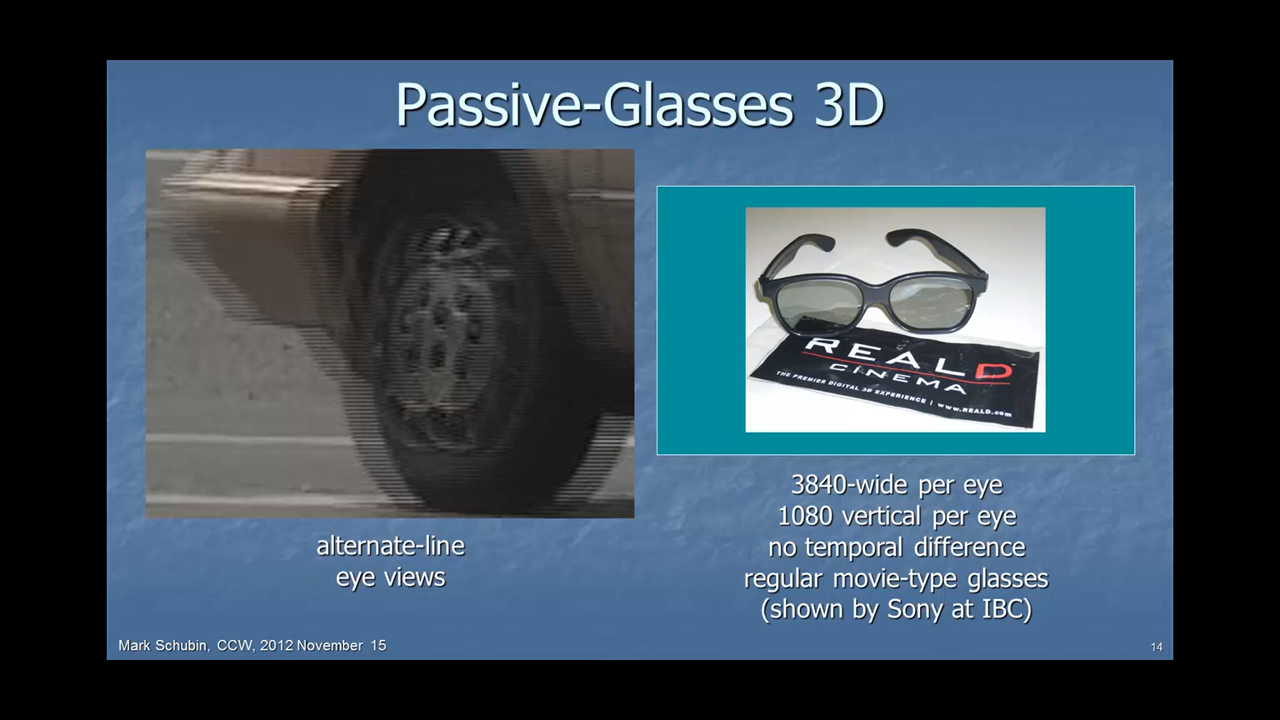 Passive-Glasses 3D
REALD
CINEMA
THE PREMIER DIGITAL 3D EXPERIENCE | www.REALD.com
alternate-line
eye views
3840-wide per eye
1080 vertical per eye
no temporal difference
regular movie-type glasses
(shown by Sony at IBC)
Mark Schubin, CCW, 2012 November 15
14